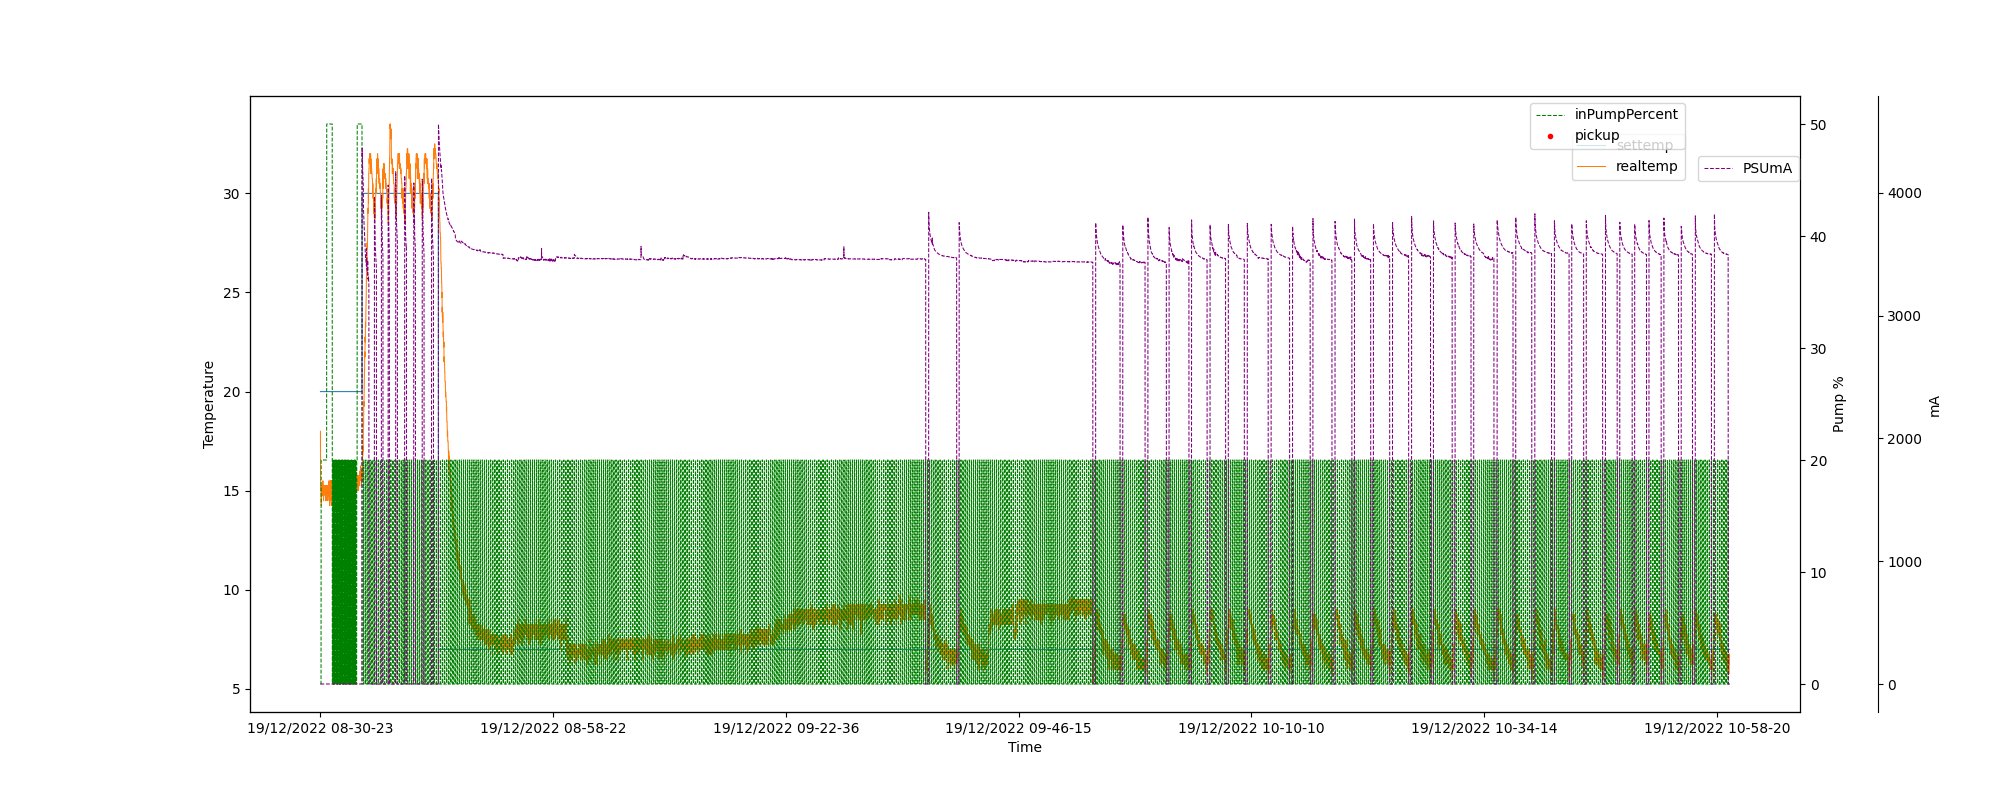 inPumpPercent
pickup
settemp
realtemp
PSUmA
30
25
20
15
10
5
Temperature
50
40
30
20
10
0
Pump %
4000
3000
2000
1000
0
mA
19/12/2022 08-30-23
19/12/2022 08-58-22
19/12/2022 09-22-36
19/12/2022 09-46-15
19/12/2022 10-10-10
19/12/2022 10-34-14
19/12/2022 10-58-20
Time